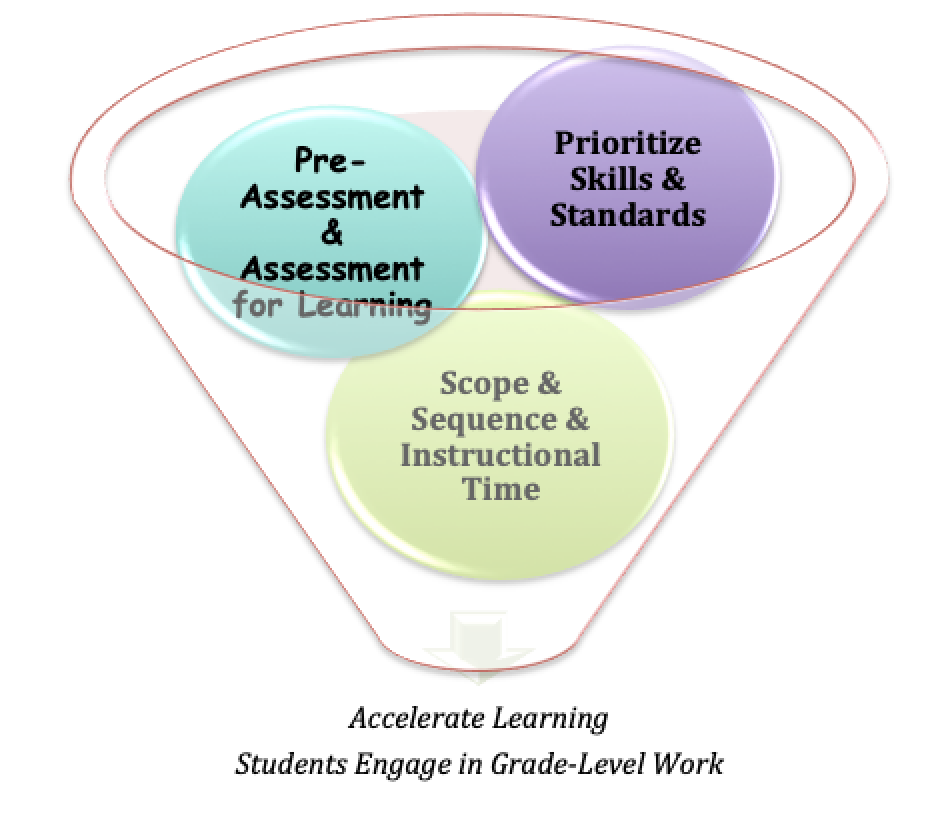 Pre-
Assessment
&
Assessment
for Learning
Prioritize
Skills &
Standards
Scope &
Sequence &
Instructional
Time
Accelerate Learning
Students Engage in Grade-Level Work